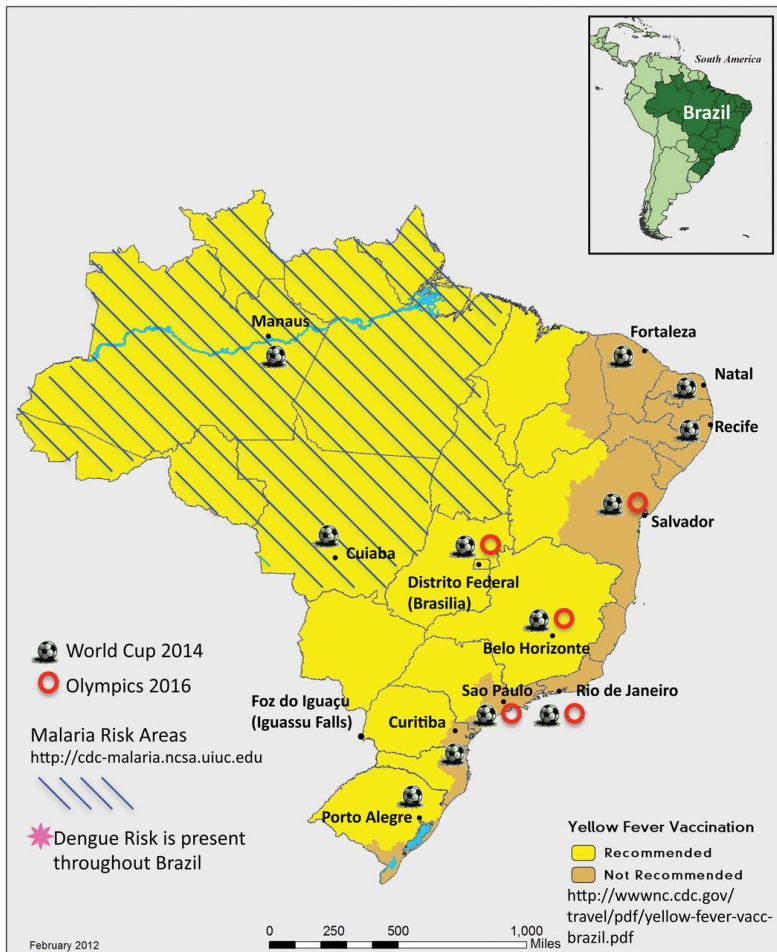 South America
Brazil
Manaus
Fortaleza
Natal
Recife
Salvador
Cuiaba
Distrito Federal
(Brasilia)
Belo Horizonte
World Cup 2014
Olympics 2016
Sao Paulo
Rio de Janeiro
Foz do Iguaçu
(Iguassu Falls)
Curitiba
Malaria Risk Areas
http://cdc-malaria.ncsa.uiuc.edu
Porto Alegre
Dengue Risk is present
throughout Brazil
Yellow Fever Vaccination
Recommended
Not Recommended
http://wwwnc.cdc.gov/
travel/pdf/yellow-fever-vacc-
brazil.pdf
February 2012
0 250 500 1,000
Miles